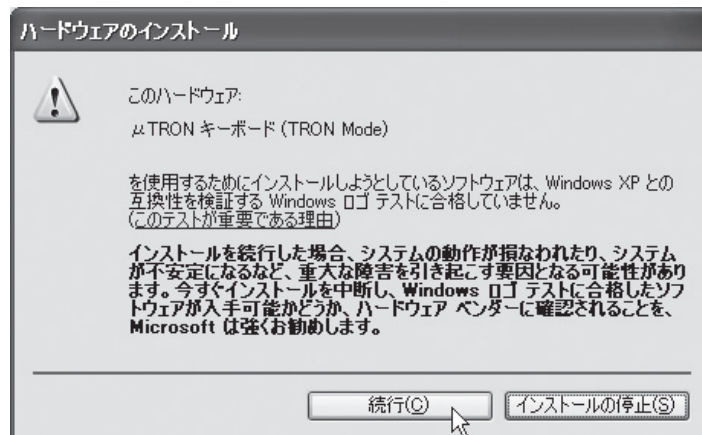 ハードウェアのインストール
このハードウェア:
μTRON キーボード (TRON Mode)
を使用するためにインストールしようとしているソフトウェアは、Windows XP との
互換性を検証する Windows ロゴ テストに合格していません。
(このテストが重要である理由)
インストールを続行した場合、システムの動作が損なわれたり、システム
が不安定になるなど、重大な障害を引き起こす要因となる可能性があり
ます。今すぐインストールを中断し、Windows ロゴ テストに合格したソフ
トウェアが入手可能かどうか、ハードウェア ベンダーに確認されることを、
Microsoft は強くお勧めします。
続行(C) インストールの停止(S)